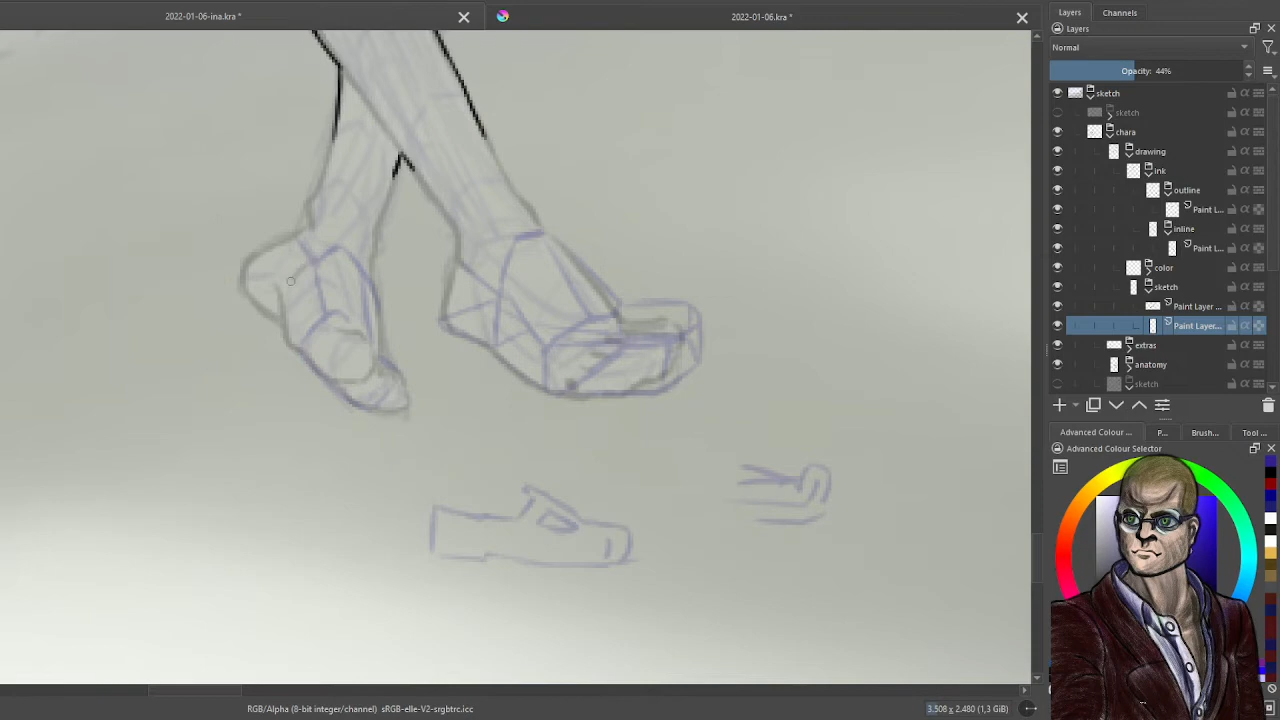 2022-01-06-ina.kra *
2022-01-06.kra *
Layers
Channels
Layers
Normal
Opacity: 44%
sketch
sketch
chara
drawing
ink
outline
Paint L...
inline
Paint L...
color
sketch
Paint Layer ...
Paint Layer...
extras
anatomy
sketch
Advanced Colour ...
P...
Brush...
Tool ...
Advanced Colour Selector
RGB/Alpha (8-bit integer/channel) sRGB-elle-V2-srgbtrc.icc
3.508 x 2.480 (1,3 GiB)